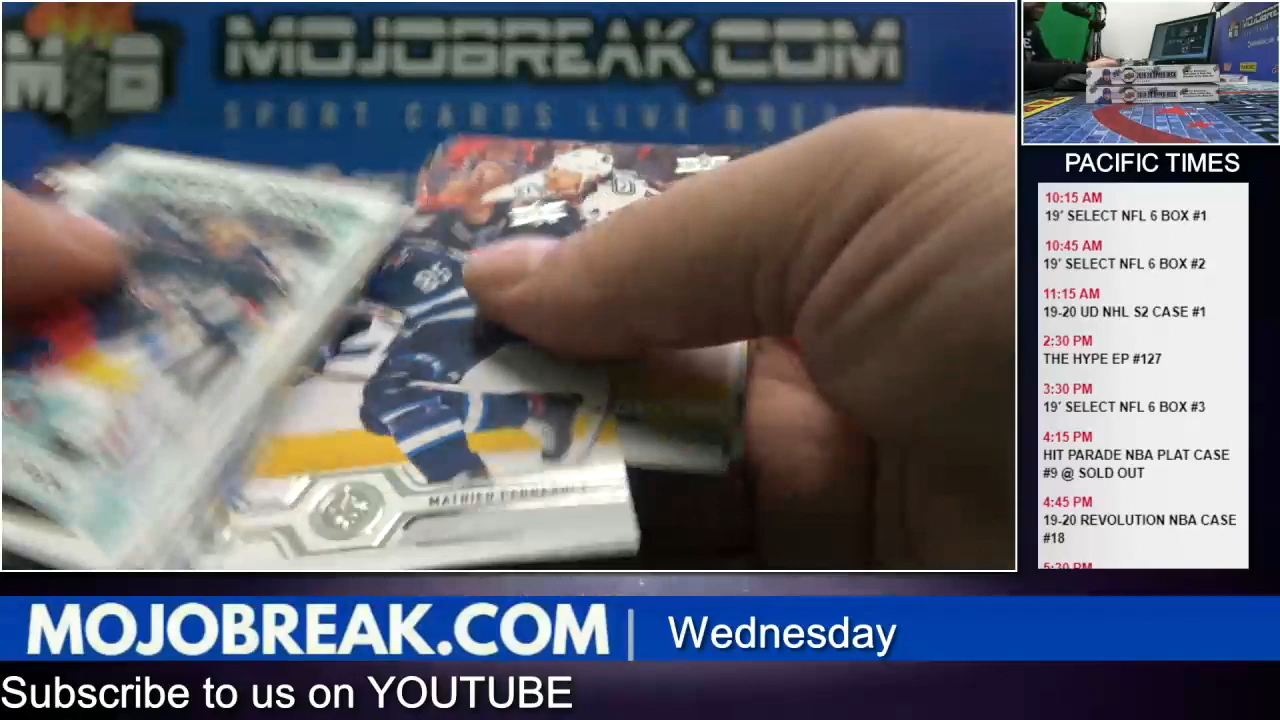 MOJOBREAK.COM
SPORT CARDS LIVE
85
MATHIEU PERREAULT
PACIFIC TIMES
10:15 AM
19' SELECT NFL 6 BOX #1
10:45 AM
19' SELECT NFL 6 BOX #2
11:15 AM
19-20 UD NHL S2 CASE #1
2:30 PM
THE HYPE EP #127
3:30 PM
19' SELECT NFL 6 BOX #3
4:15 PM
HIT PARADE NBA PLAT CASE
#9 @ SOLD OUT
4:45 PM
19-20 REVOLUTION NBA CASE
#18
5:30 PM
MOJOBREAK.COM | Wednesday
Subscribe to us on YOUTUBE